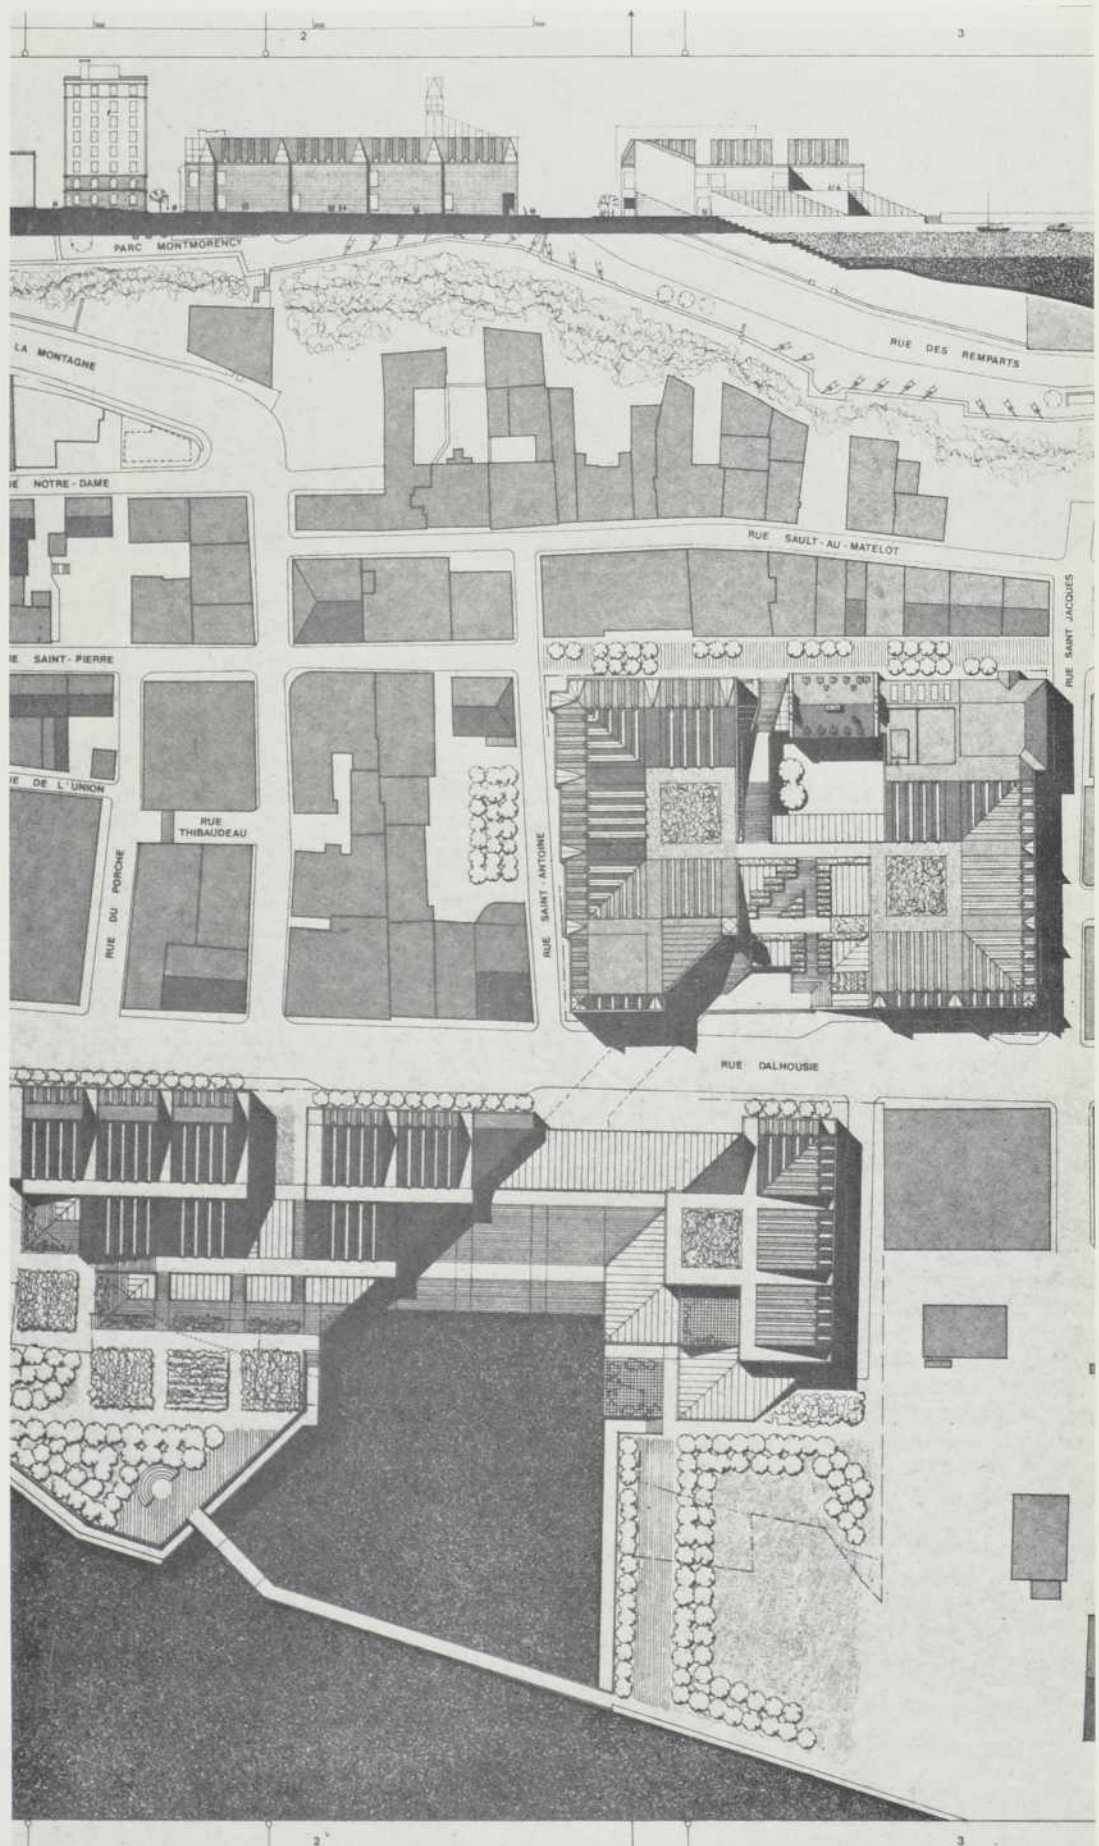 2
3
PARC MONTMORENCY
LA MONTAGNE
RUE DES REMPARTS
E NOTRE-DAME
RUE SAULT-AU-MATELOT
RUE SAINT JACQUES
E SAINT-PIERRE
E DE L'UNION
RUE
THIBAUDEAU
RUE DU PORCHE
RUE SAINT-ANTOINE
RUE DALHOUSIE
2
3